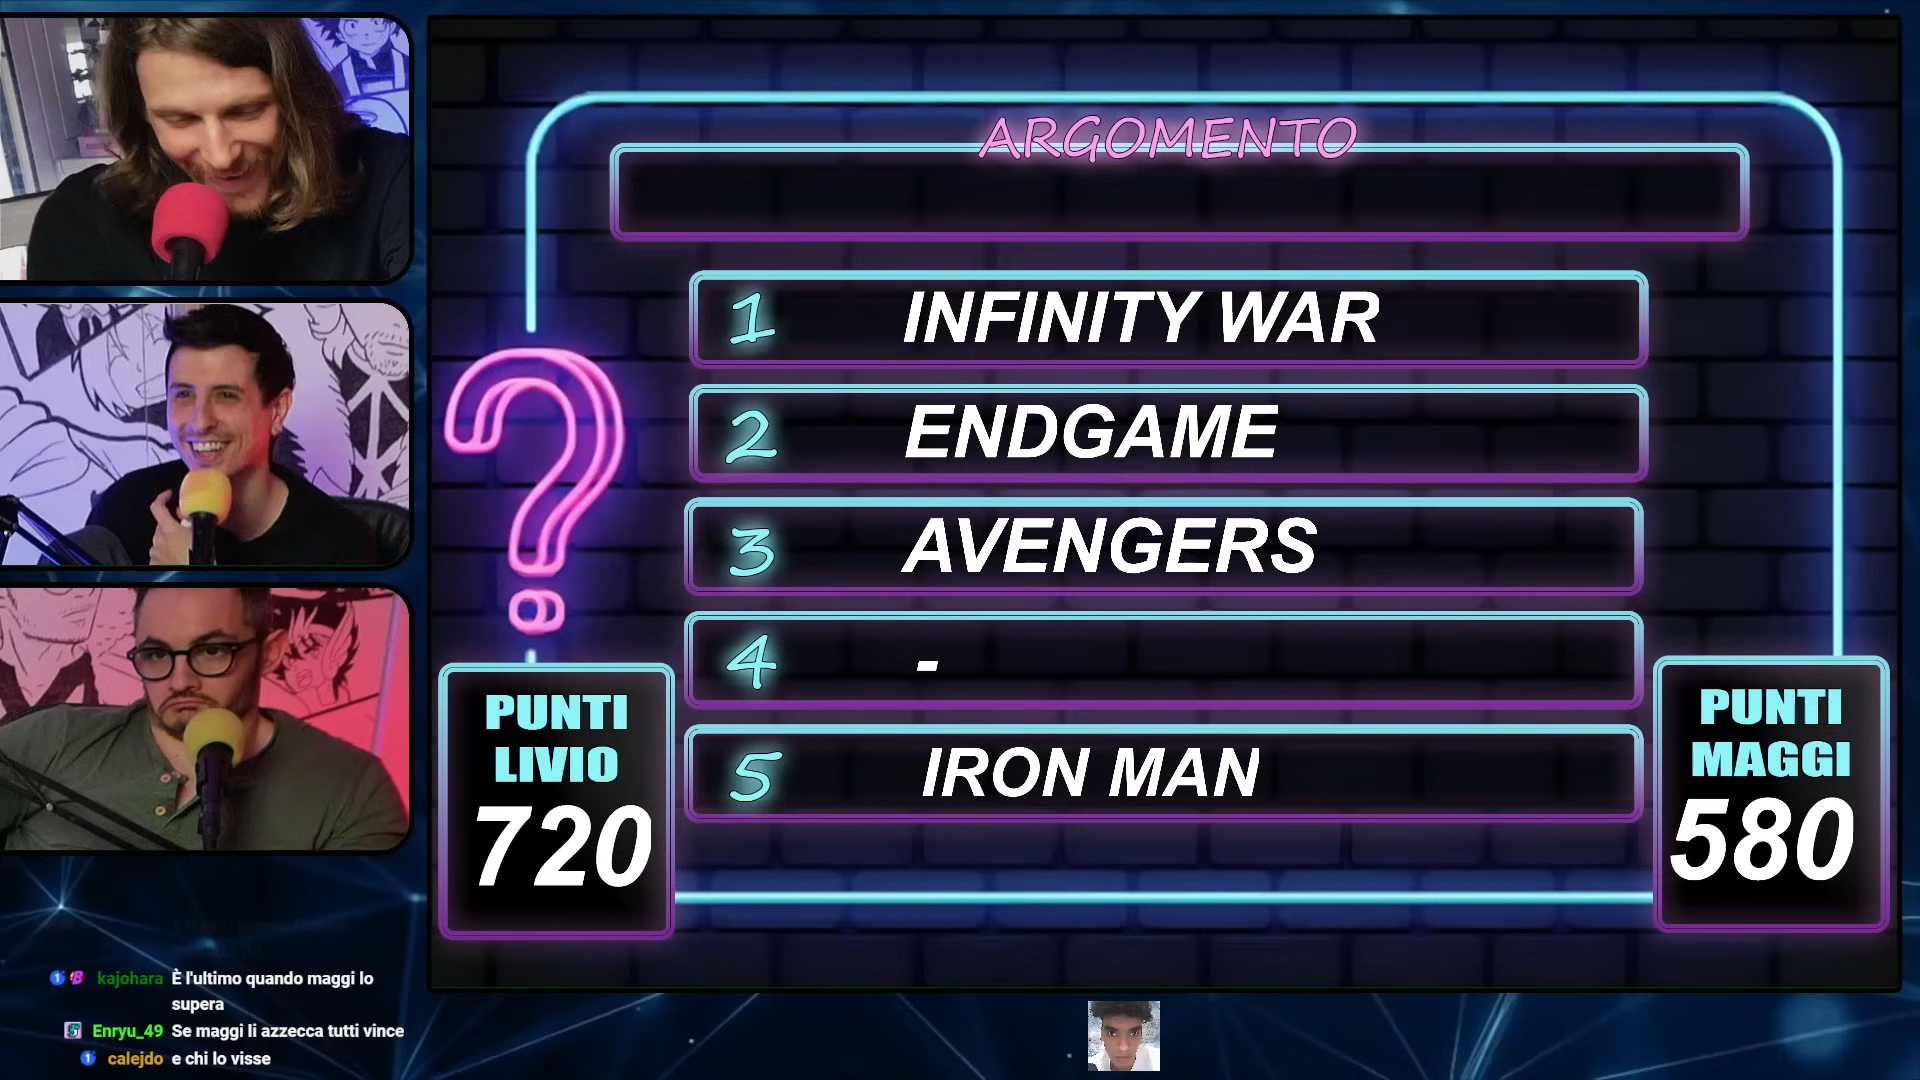 ARGOMENTO
1 INFINITY WAR
2 ENDGAME
3 AVENGERS
4 -
5 IRON MAN
PUNTI
LIVIO
720
PUNTI
MAGGI
580
kajohara È l'ultimo quando maggi lo
supera
Enryu_49 Se maggi li azzecca tutti vince
calejdo e chi lo visse